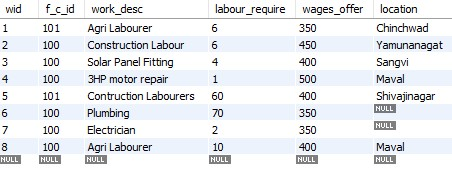 wid f_c_id work_desc labour_require wages_offer location
1 101 Agri Labourer 6 350 Chinchwad
2 100 Construction Labour 6 450 Yamunanagat
3 100 Solar Panel Fitting 4 400 Sangvi
4 100 3HP motor repair 1 500 Maval
5 101 Contruction Labourers 60 400 Shivajinagar
6 100 Plumbing 70 350 NULL
7 100 Electrician 2 350 NULL
8 100 Agri Labourer 10 400 Maval
NULL NULL NULL NULL NULL NULL